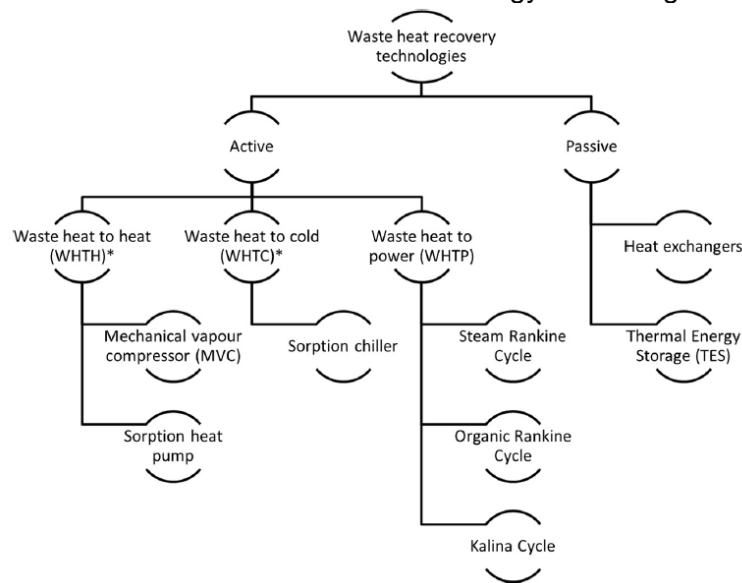 Waste heat recovery
technologies
Active
Passive
Waste heat to heat
(WHTH)*
Waste heat to cold
(WHTC)*
Waste heat to
power (WHTP)
Heat exchangers
Mechanical vapour
compressor (MVC)
Sorption chiller
Steam Rankine
Cycle
Thermal Energy
Storage (TES)
Sorption heat
pump
Organic Rankine
Cycle
Kalina Cycle